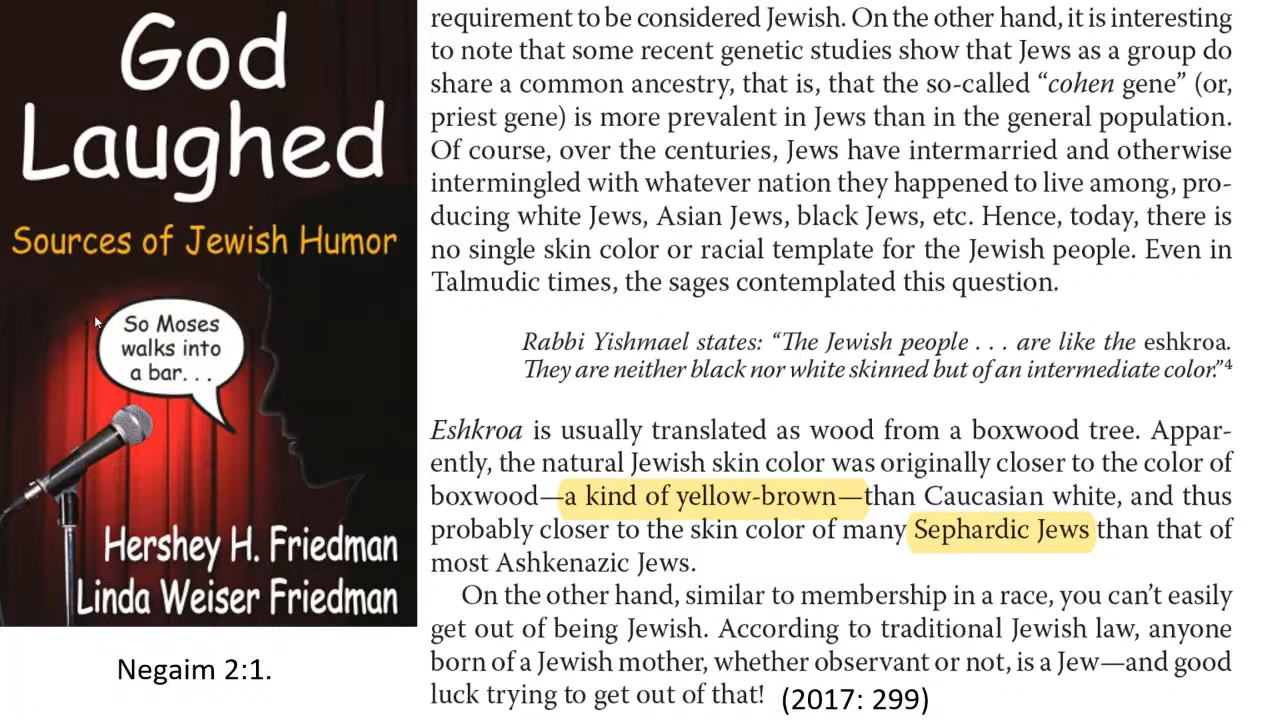 God
Laughed
Sources of Jewish Humor
So Moses
walks into
a bar. . .
Hershey H. Friedman
Linda Weiser Friedman
Negaim 2:1.
requirement to be considered Jewish. On the other hand, it is interesting
to note that some recent genetic studies show that Jews as a group do
share a common ancestry, that is, that the so-called “cohen gene” (or,
priest gene) is more prevalent in Jews than in the general population.
Of course, over the centuries, Jews have intermarried and otherwise
intermingled with whatever nation they happened to live among, pro-
ducing white Jews, Asian Jews, black Jews, etc. Hence, today, there is
no single skin color or racial template for the Jewish people. Even in
Talmudic times, the sages contemplated this question.
Rabbi Yishmael states: “The Jewish people . . . are like the eshkroa.
They are neither black nor white skinned but of an intermediate color.”4
Eshkroa is usually translated as wood from a boxwood tree. Appar-
ently, the natural Jewish skin color was originally closer to the color of
boxwood—a kind of yellow-brown—than Caucasian white, and thus
probably closer to the skin color of many Sephardic Jews than that of
most Ashkenazic Jews.
On the other hand, similar to membership in a race, you can’t easily
get out of being Jewish. According to traditional Jewish law, anyone
born of a Jewish mother, whether observant or not, is a Jew—and good
luck trying to get out of that! (2017: 299)